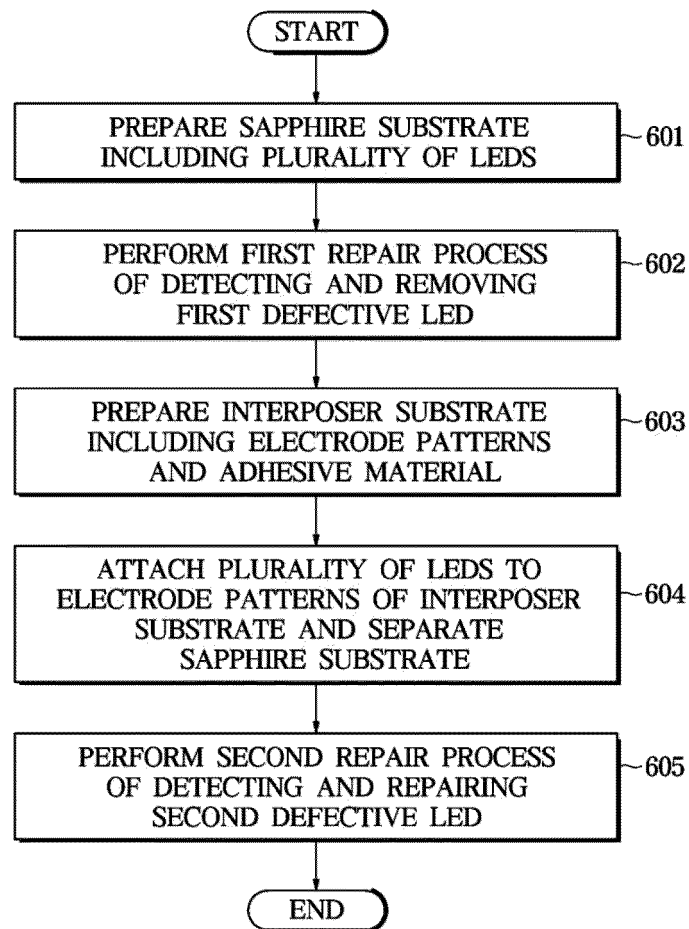 START
PREPARE SAPPHIRE SUBSTRATE
INCLUDING PLURALITY OF LEDS
601
PERFORM FIRST REPAIR PROCESS
OF DETECTING AND REMOVING
FIRST DEFECTIVE LED
602
PREPARE INTERPOSER SUBSTRATE
INCLUDING ELECTRODE PATTERNS
AND ADHESIVE MATERIAL
603
ATTACH PLURALITY OF LEDS TO
ELECTRODE PATTERNS OF INTERPOSER
SUBSTRATE AND SEPARATE
SAPPHIRE SUBSTRATE
604
PERFORM SECOND REPAIR PROCESS
OF DETECTING AND REPAIRING
SECOND DEFECTIVE LED
605
END